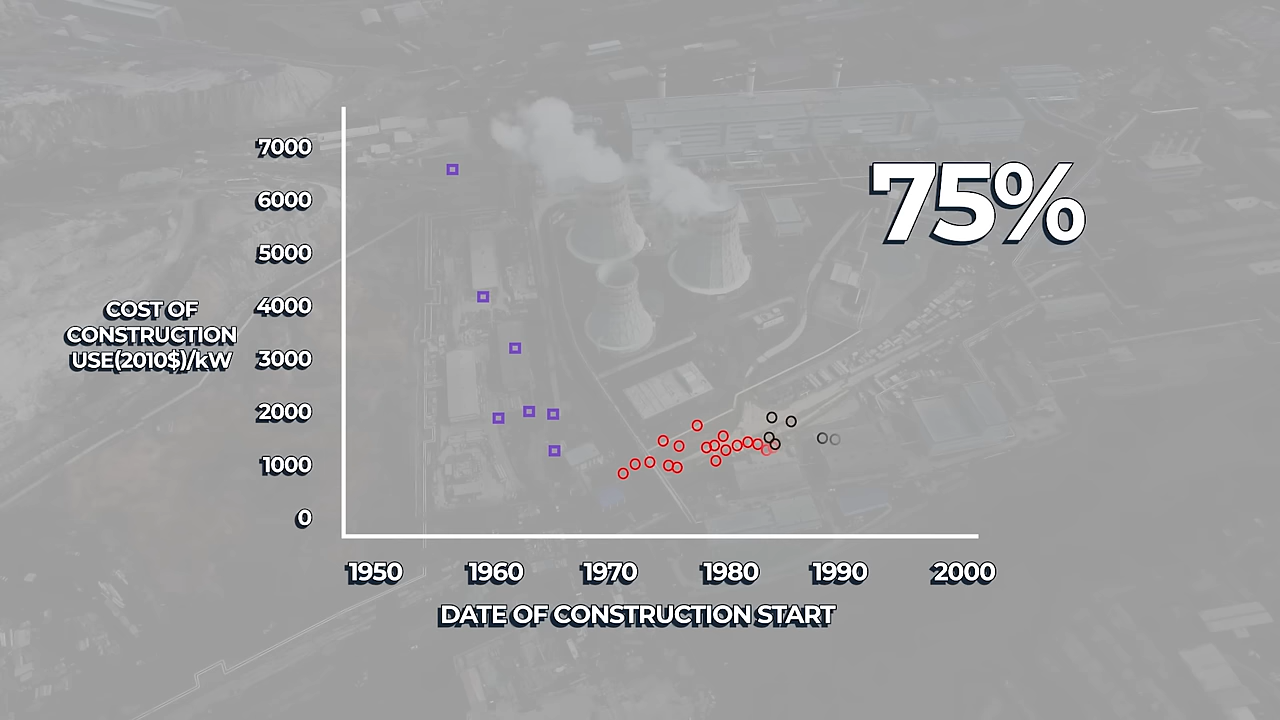 75%
7000
6000
5000
4000
3000
2000
1000
0
COST OF
CONSTRUCTION
USE(2010$)/kW
1950 1960 1970 1980 1990 2000
DATE OF CONSTRUCTION START